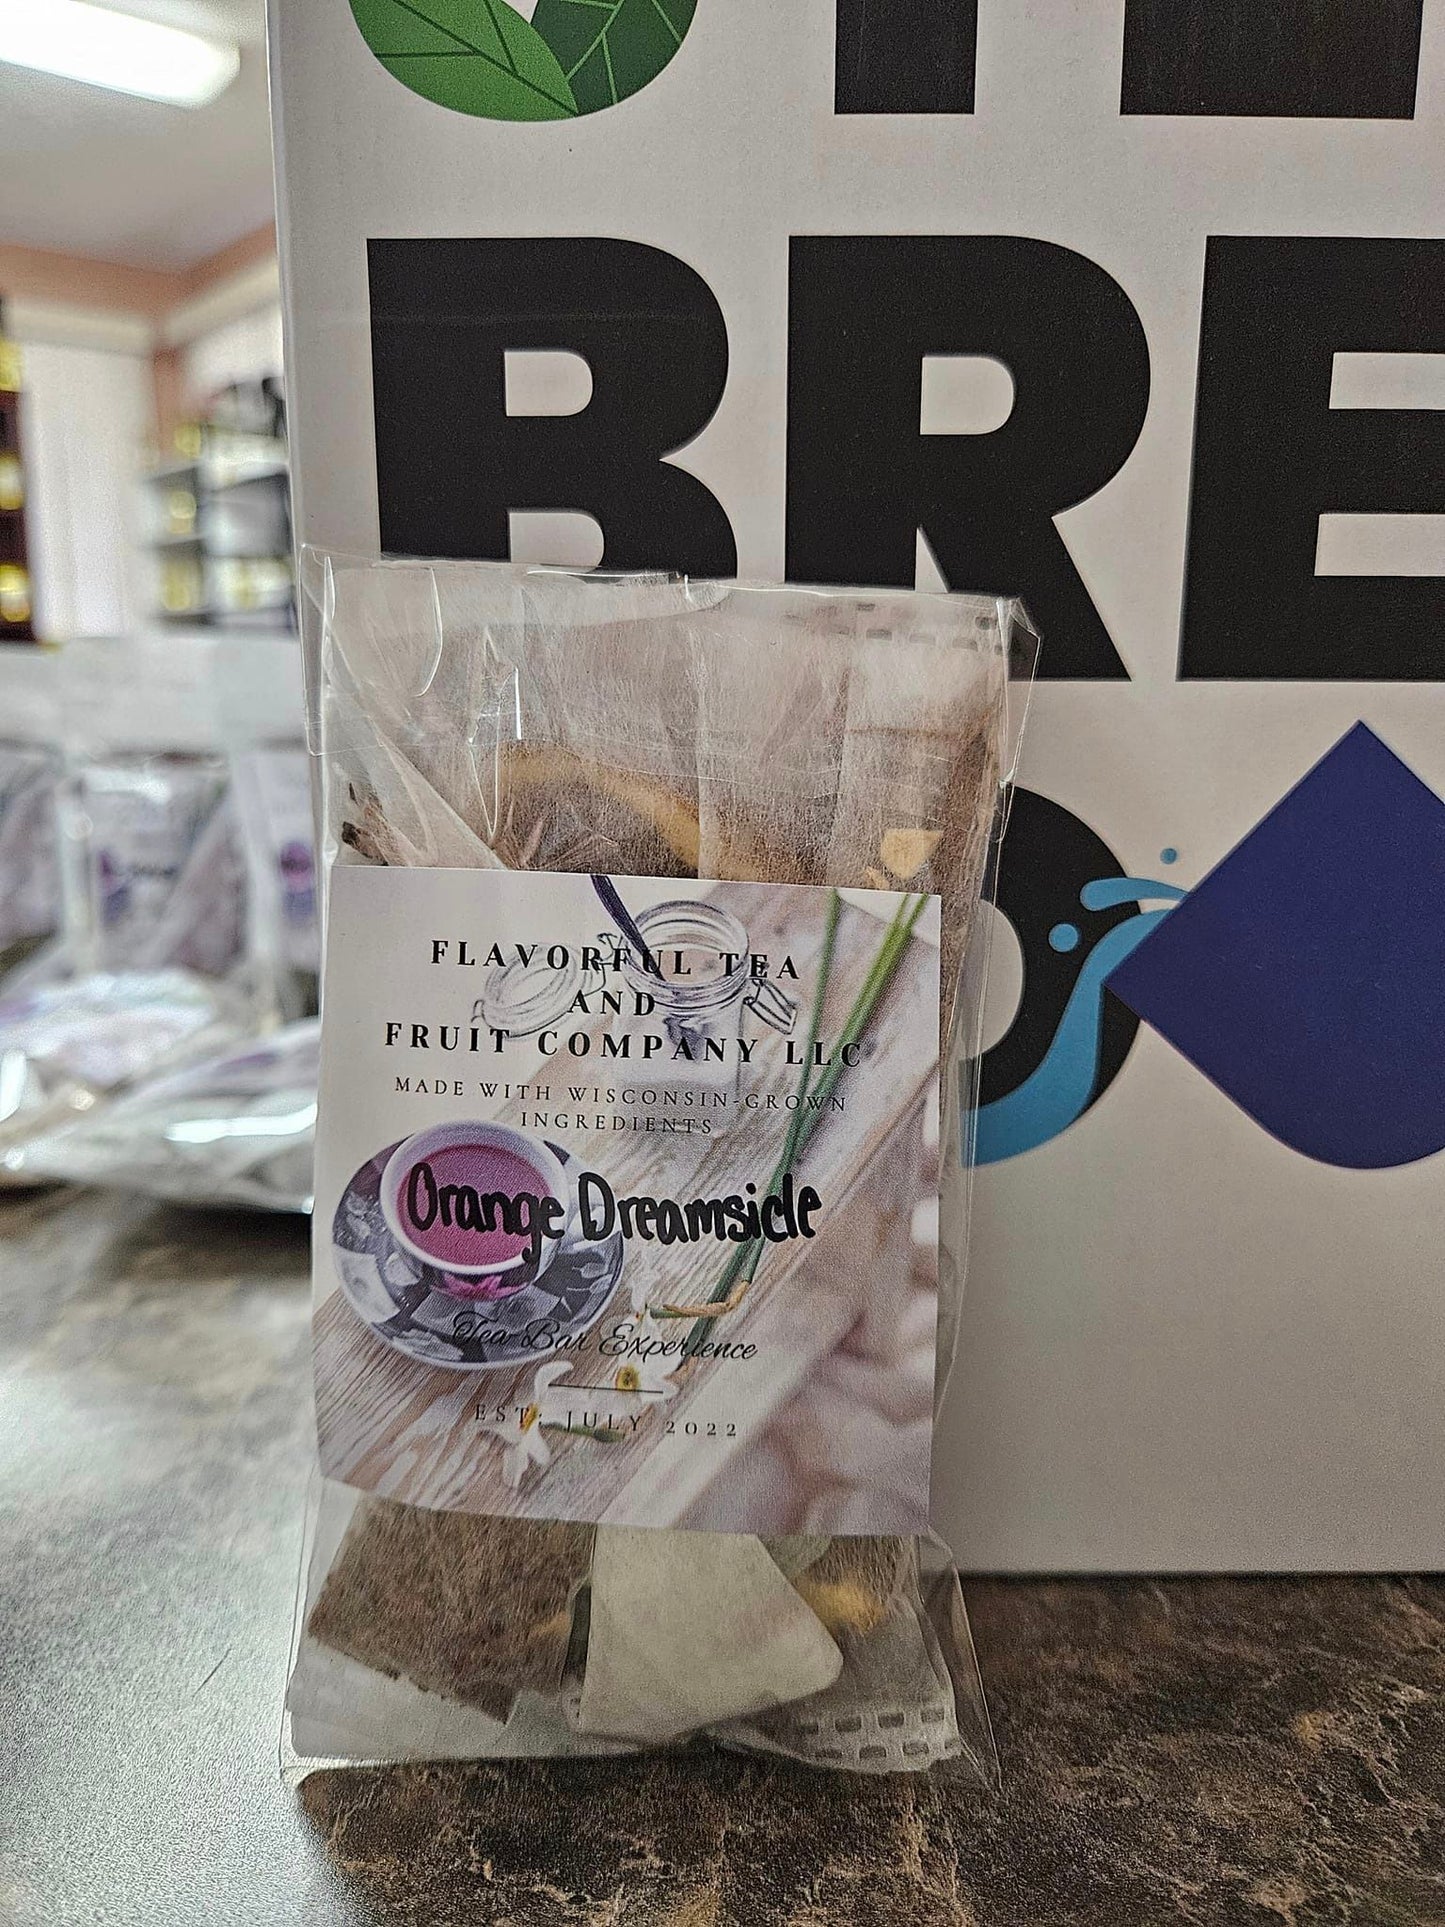 BRE
FLAVORFUL TEA
AND
FRUIT COMPANY LLC
MADE WITH WISCONSIN-GROWN
INGREDIENTS
Orange Dreamsicle
Tea Bar Experience
EST. JULY 2022